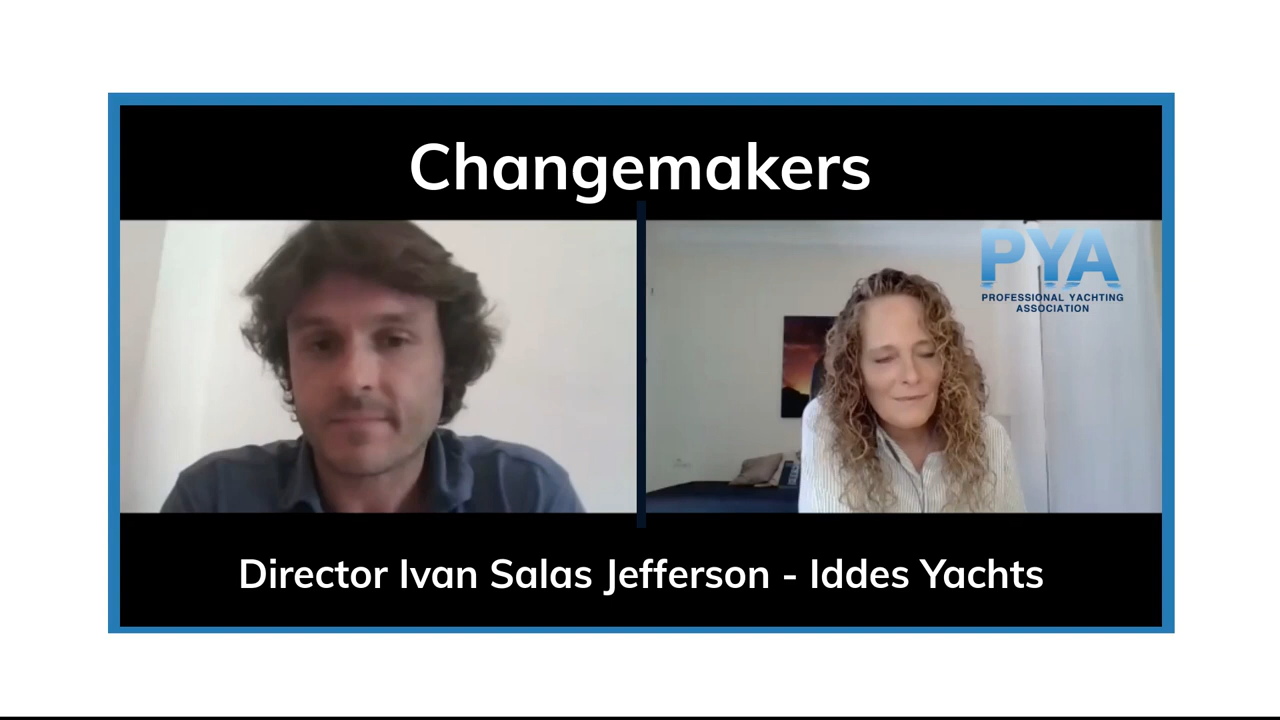 Changemakers
PYA
PROFESSIONAL YACHTING
ASSOCIATION
Director Ivan Salas Jefferson - Iddes Yachts